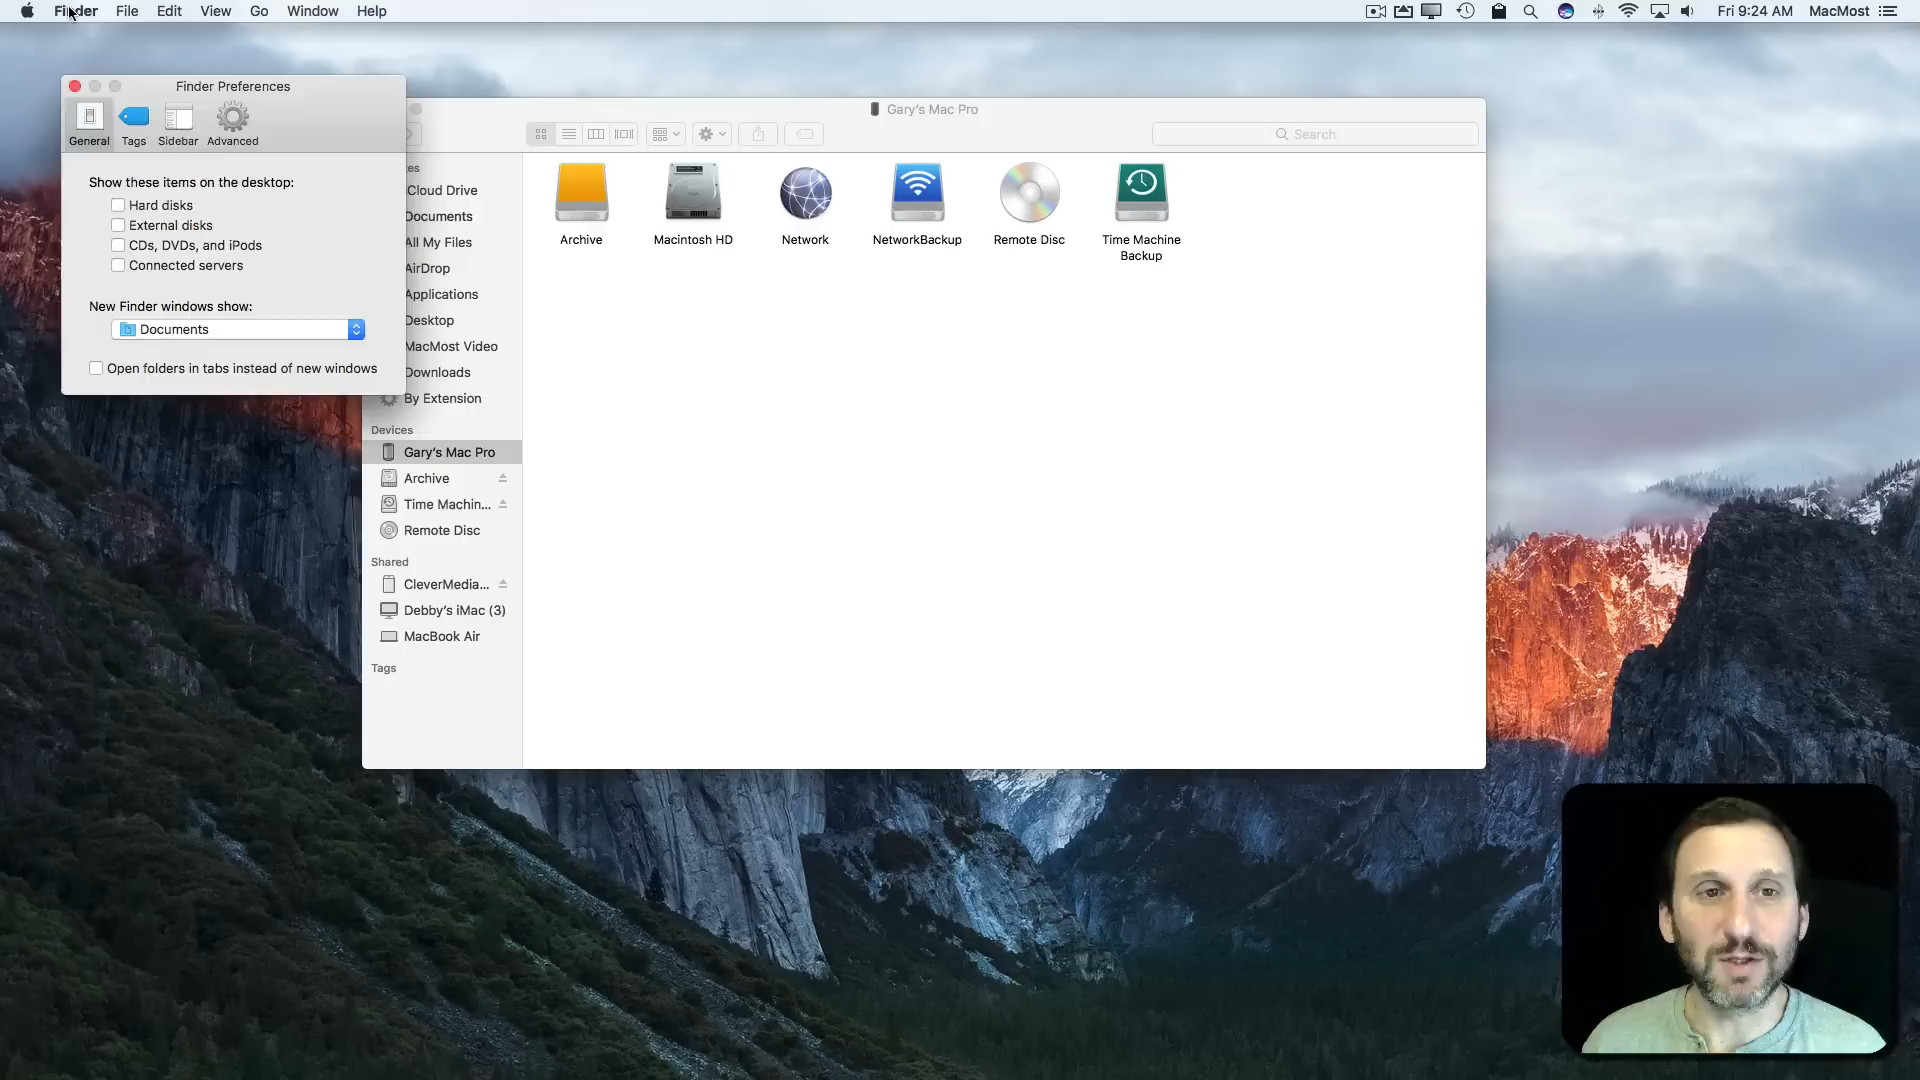 Finder File Edit View Go Window Help
Fri 9:24 AM MacMost
Finder Preferences
General Tags Sidebar Advanced
Show these items on the desktop:
Hard disks
External disks
CDs, DVDs, and iPods
Connected servers
New Finder windows show:
Documents
Open folders in tabs instead of new windows
Gary's Mac Pro
Search
tes
Cloud Drive
Documents
All My Files
AirDrop
Applications
Desktop
MacMost Video
Downloads
By Extension
Devices
Gary's Mac Pro
Archive
Time Machin...
Remote Disc
Shared
CleverMedia...
Debby's iMac (3)
MacBook Air
Tags
Archive
Macintosh HD
Network
NetworkBackup
Remote Disc
Time Machine
Backup